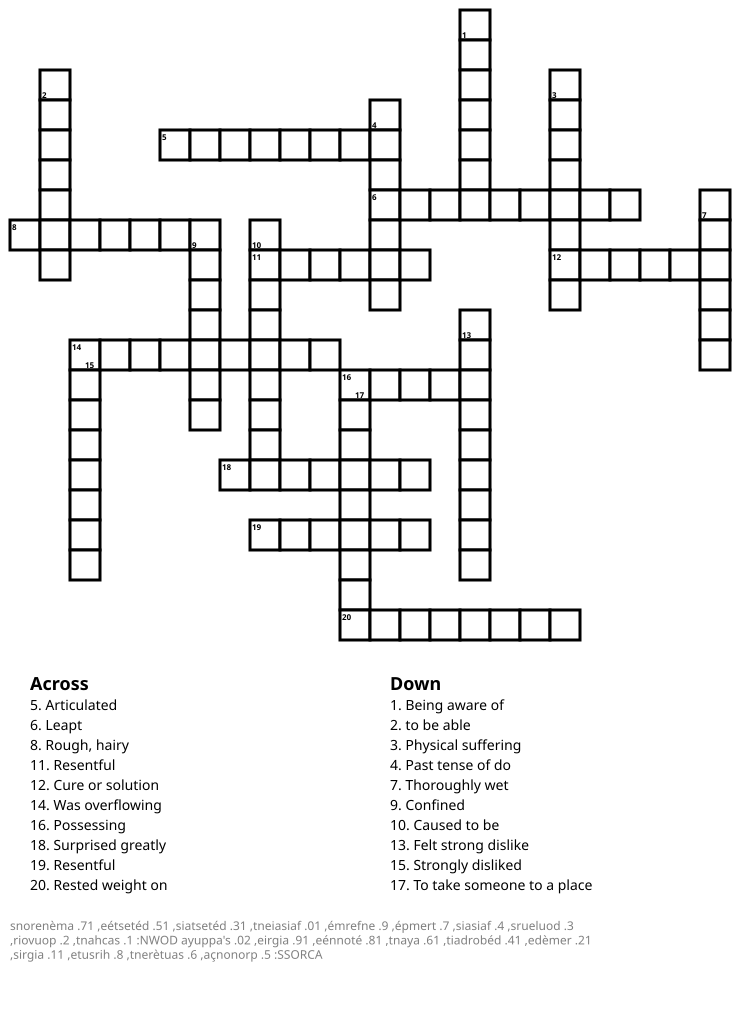 1
2 3
4
5
6
7
8
9 10
11 12
13
14
15
16
17
18
19
20
Across
5. Articulated
6. Leapt
8. Rough, hairy
11. Resentful
12. Cure or solution
14. Was overflowing
16. Possessing
18. Surprised greatly
19. Resentful
20. Rested weight on
Down
1. Being aware of
2. to be able
3. Physical suffering
4. Past tense of do
7. Thoroughly wet
9. Confined
10. Caused to be
13. Felt strong dislike
15. Strongly disliked
17. To take someone to a place
snorenèma .71 ,eétsetéd .51 ,siatsetéd .31 ,tneiasiaf .01 ,émrefne .9 ,épmert .7 ,siasiaf .4 ,srueluod .3
,riovuop .2 ,tnahcas .1 :NWOD ayuppa's .02 ,eirgia .91 ,eénnoté .81 ,tnaya .61 ,tiadrobéd .41 ,edèmer .21
,sirgia .11 ,etusrih .8 ,tnerètuas .6 ,açnonorp .5 :SSORCA